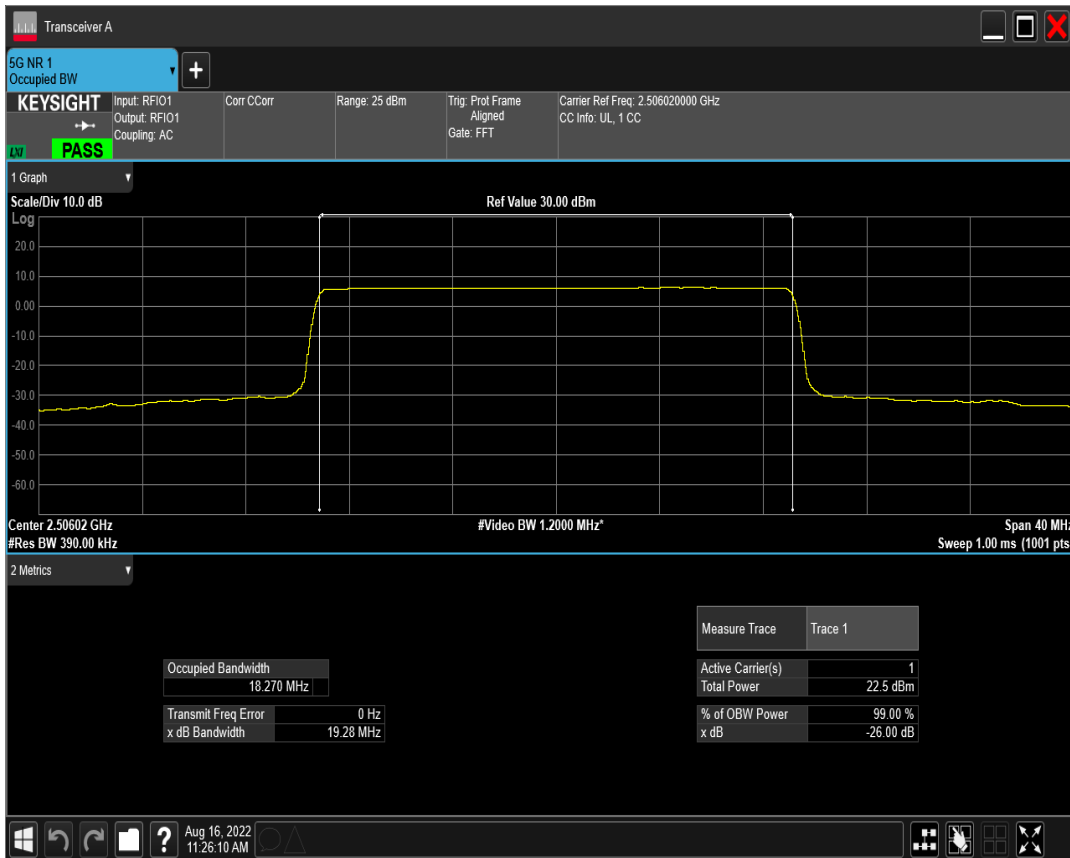 Transceiver A
5G NR 1
Occupied BW
+
KEYSIGHT
LXI
PASS
Input: RFIO1
Output: RFIO1
Coupling: AC
Corr CCorr
Range: 25 dBm
Trig: Prot Frame
Aligned
Gate: FFT
Carrier Ref Freq: 2.506020000 GHz
CC Info: UL, 1 CC
1 Graph
Scale/Div 10.0 dB
Ref Value 30.00 dBm
Log
20.0
10.0
0.00
-10.0
-20.0
-30.0
-40.0
-50.0
-60.0
Center 2.50602 GHz
#Video BW 1.2000 MHz*
Span 40 MHz
#Res BW 390.00 kHz
Sweep 1.00 ms (1001 pts
2 Metrics
Measure Trace Trace 1
Occupied Bandwidth
18.270 MHz
Active Carrier(s) 1
Total Power 22.5 dBm
Transmit Freq Error 0 Hz
x dB Bandwidth 19.28 MHz
% of OBW Power 99.00 %
x dB -26.00 dB
?
Aug 16, 2022
11:26:10 AM